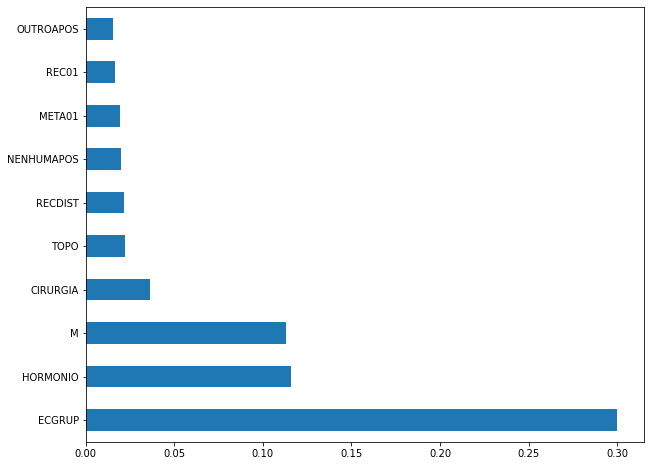 OUTROAPOS
REC01
META01
NENHUMAPOS
RECDIST
TOPO
CIRURGIA
M
HORMONIO
ECGRUP
0.00 0.05 0.10 0.15 0.20 0.25 0.30